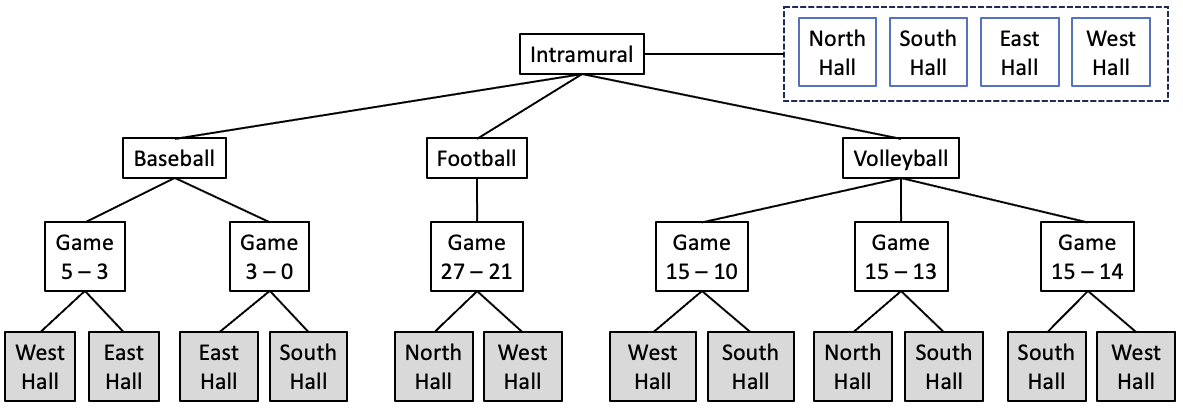 Intramural
North
Hall
South
Hall
East
Hall
West
Hall
Baseball
Football
Volleyball
Game
5 – 3
Game
3 – 0
Game
27 – 21
Game
15 – 10
Game
15 – 13
Game
15 – 14
West
Hall
East
Hall
East
Hall
South
Hall
North
Hall
West
Hall
West
Hall
South
Hall
North
Hall
South
Hall
South
Hall
West
Hall